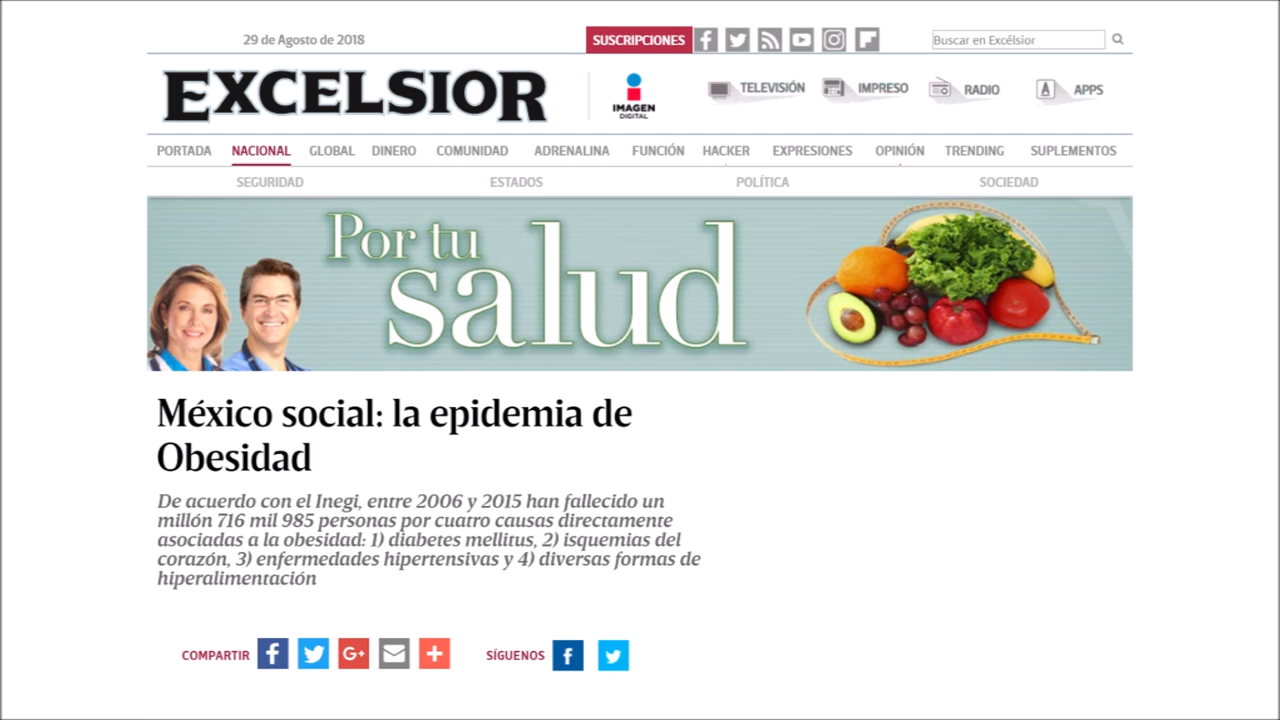 29 de Agosto de 2018
SUSCRIPCIONES
Buscar en Excélsior
EXCELSIOR
IMAGEN
DIGITAL
TELEVISIÓN
IMPRESO
RADIO
APPS
PORTADA NACIONAL GLOBAL DINERO COMUNIDAD ADRENALINA FUNCIÓN HACKER EXPRESIONES OPINIÓN TRENDING SUPLEMENTOS
SEGURIDAD ESTADOS POLÍTICA SOCIEDAD
Por tu
salud
México social: la epidemia de
Obesidad
De acuerdo con el Inegi, entre 2006 y 2015 han fallecido un
millón 716 mil 985 personas por cuatro causas directamente
asociadas a la obesidad: 1) diabetes mellitus, 2) isquemias del
corazón, 3) enfermedades hipertensivas y 4) diversas formas de
hiperalimentación
COMPARTIR G+ SÍGUENOS